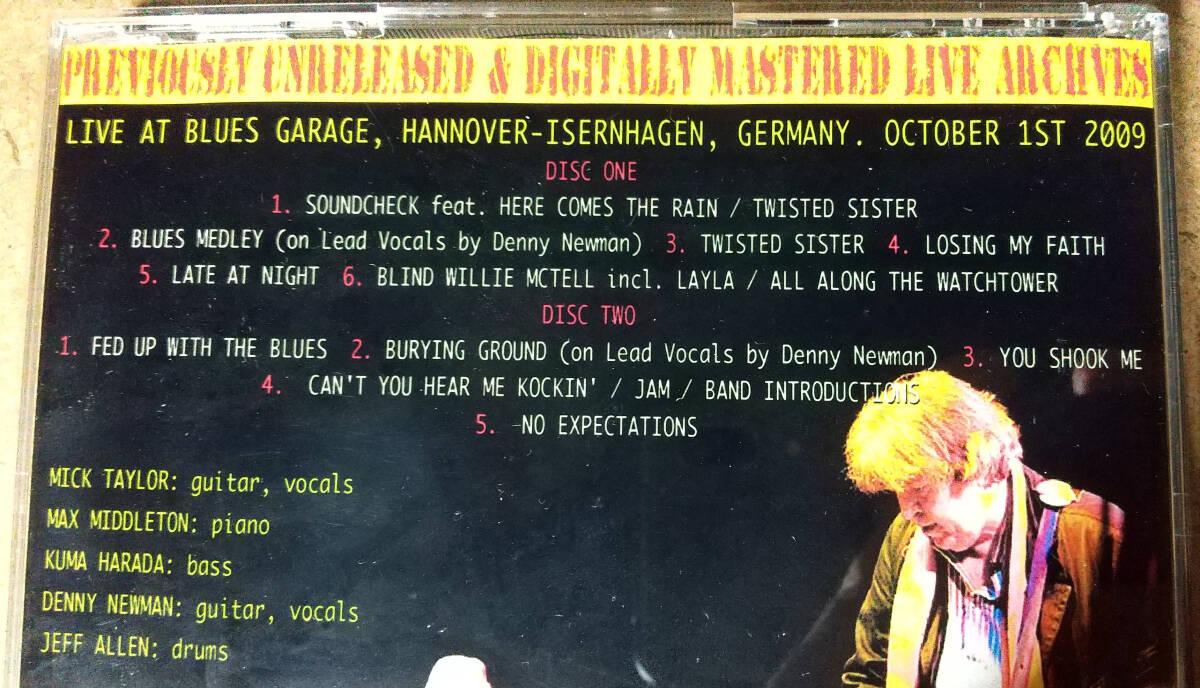 PREVIOUSLY UNRELEASED & DIGITALLY MASTERED LIVE ARCHVES
LIVE AT BLUES GARAGE, HANNOVER-ISERNHAGEN, GERMANY. OCTOBER 1ST 2009
DISC ONE
1. SOUNDCHECK feat. HERE COMES THE RAIN / TWISTED SISTER
2. BLUES MEDLEY (on Lead Vocals by Denny Newman) 3. TWISTED SISTER 4. LOSING MY FAITH
5. LATE AT NIGHT 6. BLIND WILLIE MCTELL incl. LAYLA / ALL ALONG THE WATCHTOWER
DISC TWO
1. FED UP WITH THE BLUES 2. BURYING GROUND (on Lead Vocals by Denny Newman) 3. YOU SHOOK ME
4. CAN'T YOU HEAR ME KOCKIN' / JAM / BAND INTRODUCTIONS
5. NO EXPECTATIONS
MICK TAYLOR: guitar, vocals
MAX MIDDLETON: piano
KUMA HARADA: bass
DENNY NEWMAN: guitar, vocals
JEFF ALLEN: drums